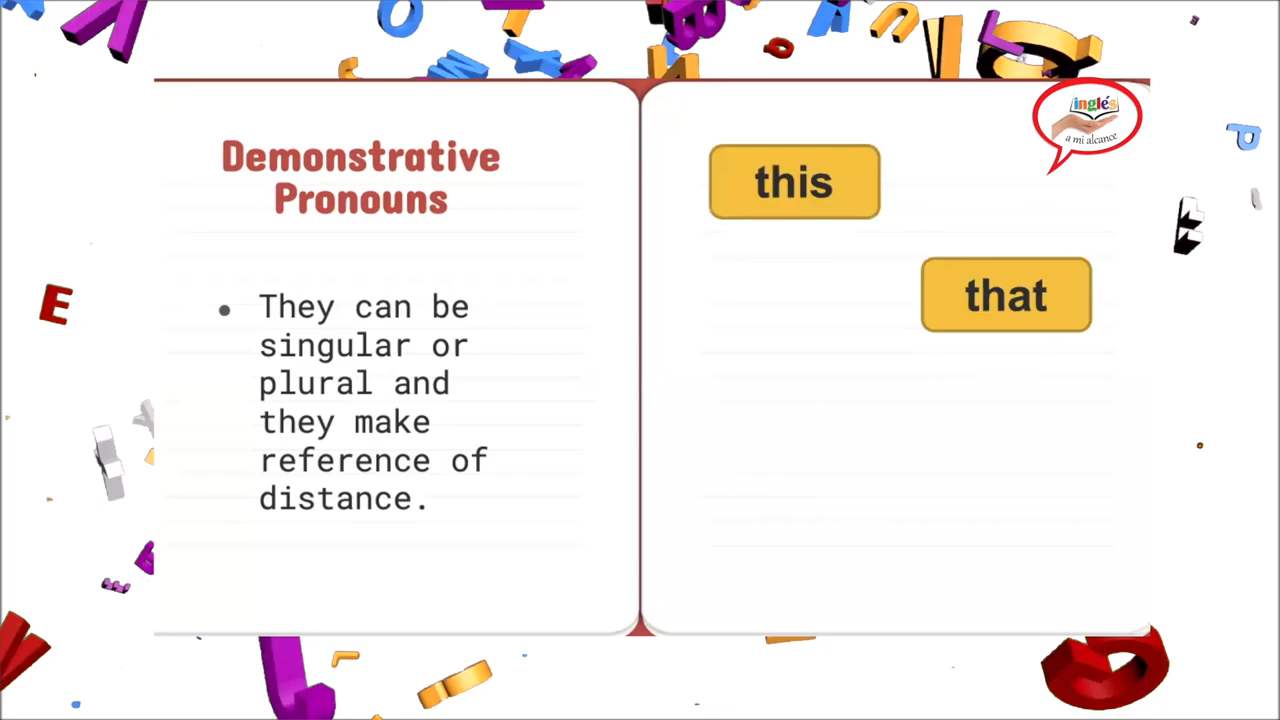 Demonstrative
Pronouns
• They can be
singular or
plural and
they make
reference of
distance.
this
that
inglés
a mi alcance